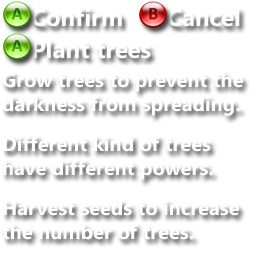 A Confirm B Cancel
A Plant trees
Grow trees to prevent the
darkness from spreading.
Different kind of trees
have different powers.
Harvest seeds to increase
the number of trees.